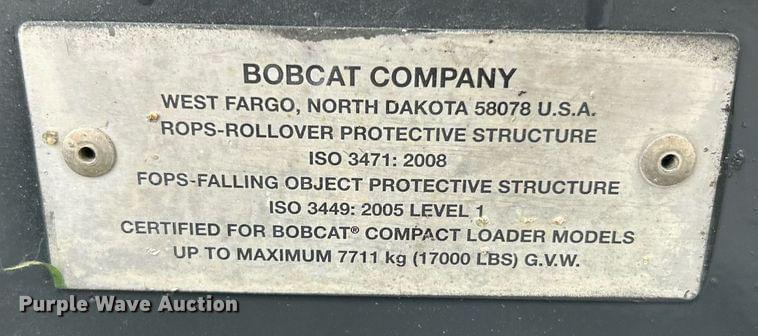 BOBCAT COMPANY
WEST FARGO, NORTH DAKOTA 58078 U.S.A.
ROPS-ROLLOVER PROTECTIVE STRUCTURE
ISO 3471: 2008
FOPS-FALLING OBJECT PROTECTIVE STRUCTURE
ISO 3449: 2005 LEVEL 1
CERTIFIED FOR BOBCAT® COMPACT LOADER MODELS
UP TO MAXIMUM 7711 kg (17000 LBS) G.V.W.
Purple Wave Auction